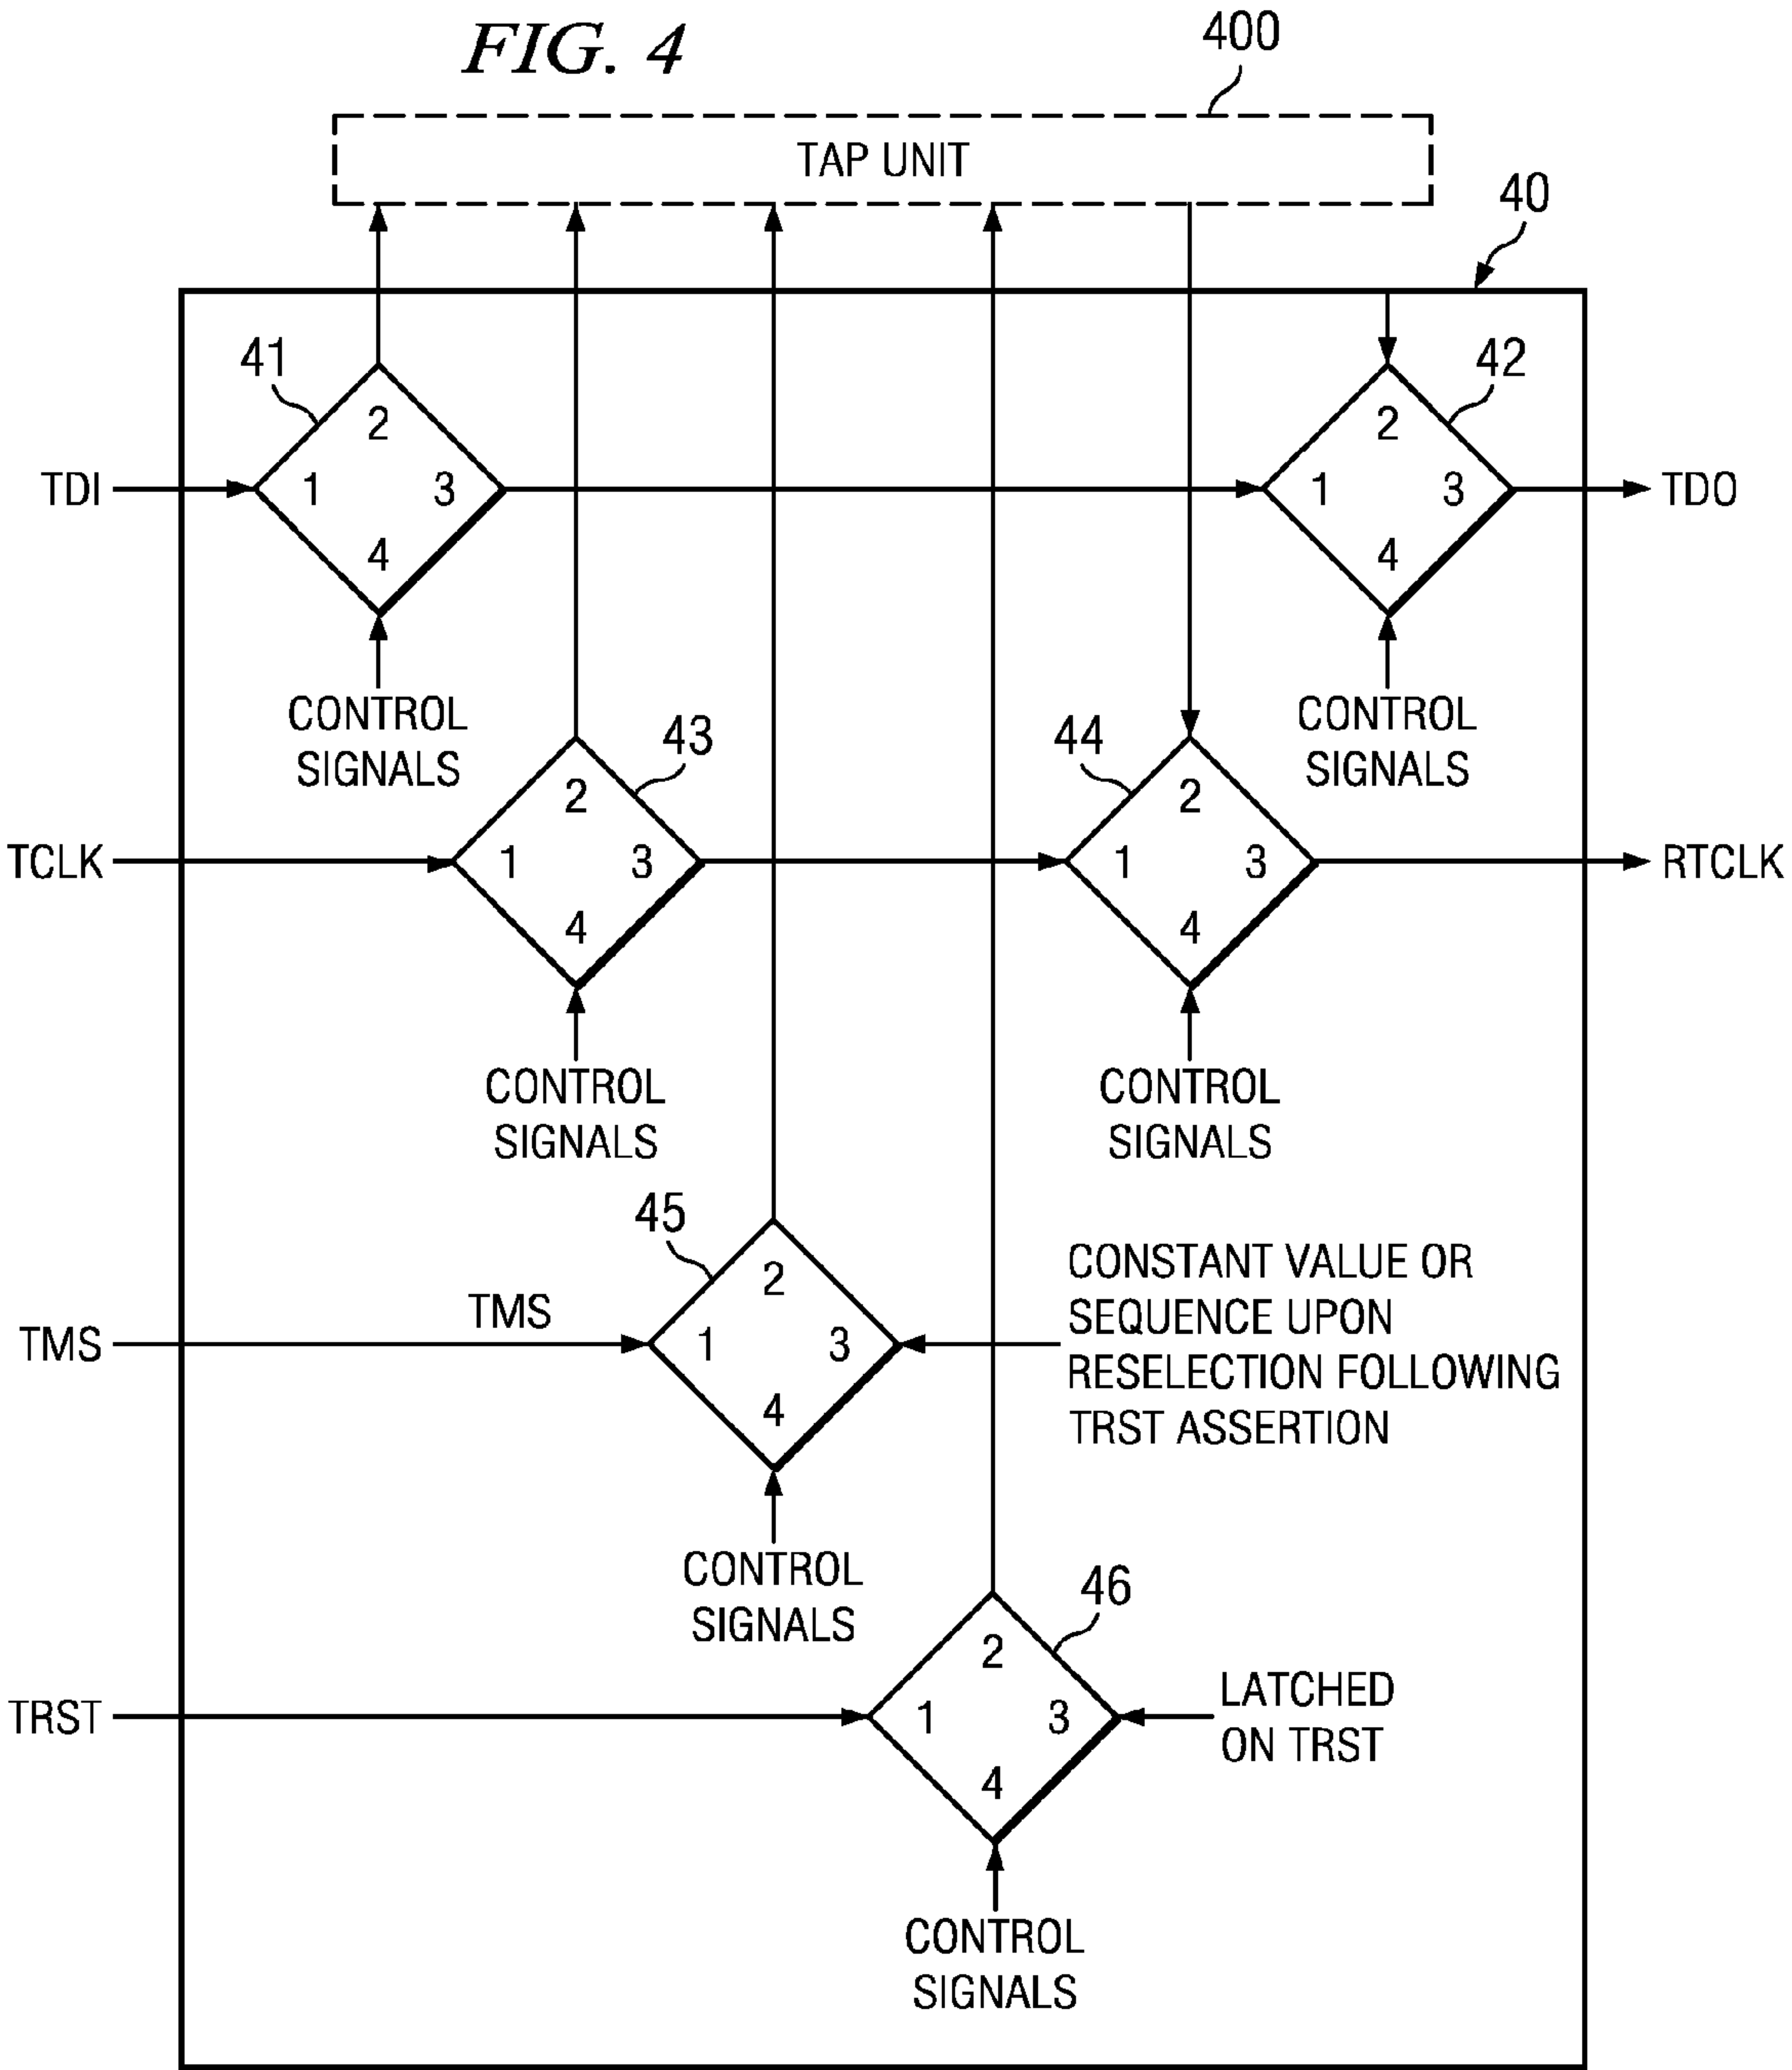 FIG. 4
400
TAP UNIT
40
41
42
2
2
TDI
1
3
1
3
TDO
4
4
CONTROL
SIGNALS
CONTROL
SIGNALS
43
44
2
2
TCLK
1
3
1
3
RTCLK
4
4
CONTROL
SIGNALS
CONTROL
SIGNALS
45
2
TMS
TMS
1
3
4
CONSTANT VALUE OR
SEQUENCE UPON
RESELECTION FOLLOWING
TRST ASSERTION
CONTROL
SIGNALS
46
2
TRST
1
3
4
LATCHED
ON TRST
CONTROL
SIGNALS